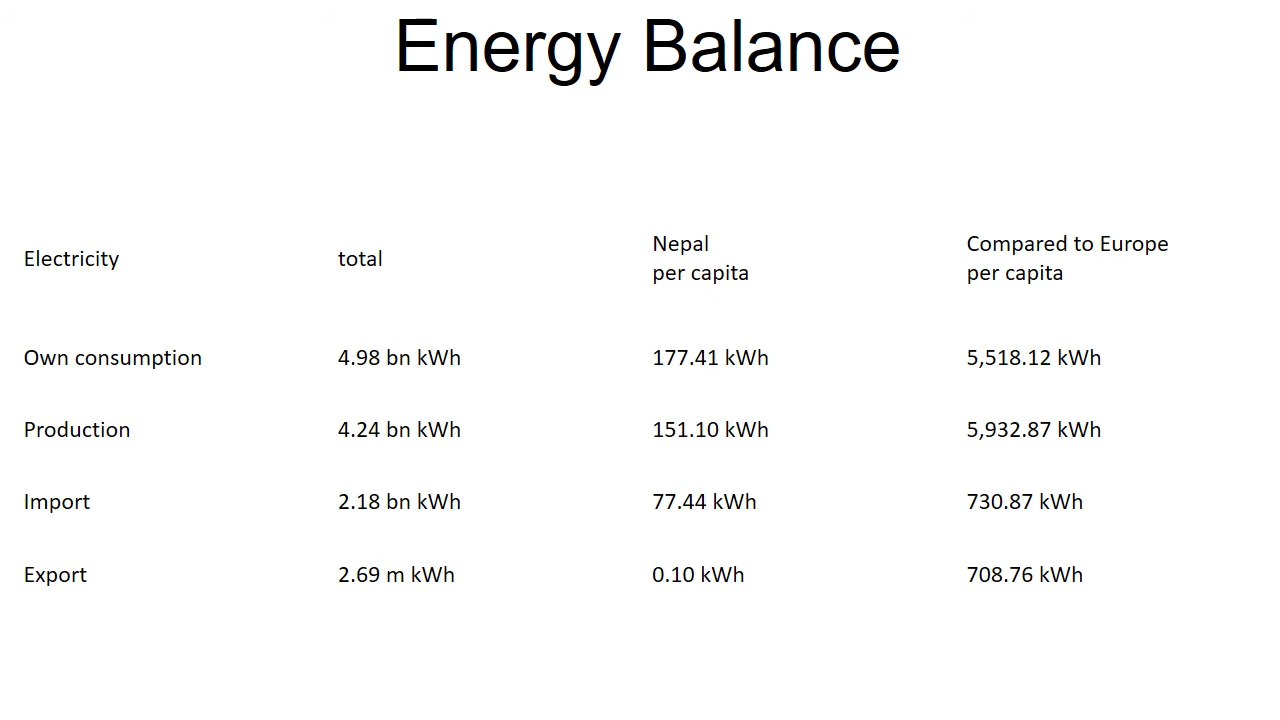 Energy Balance
Electricity total Nepal per capita Compared to Europe per capita
Own consumption 4.98 bn kWh 177.41 kWh 5,518.12 kWh
Production 4.24 bn kWh 151.10 kWh 5,932.87 kWh
Import 2.18 bn kWh 77.44 kWh 730.87 kWh
Export 2.69 m kWh 0.10 kWh 708.76 kWh